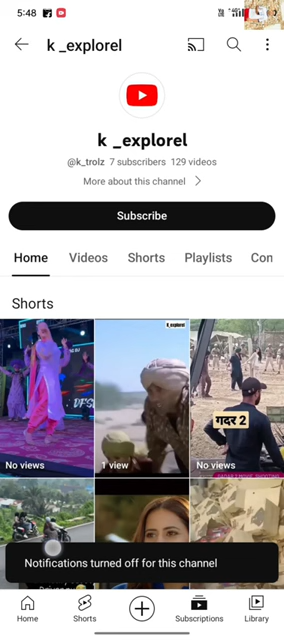 5:48
4G
k _explorel
k _explorel
@k_trolz 7 subscribers 129 videos
More about this channel
Subscribe
Home Videos Shorts Playlists Con
Shorts
k_explorel
गदर 2
No views 1 view No views
Notifications turned off for this channel
Home Shorts Subscriptions Library